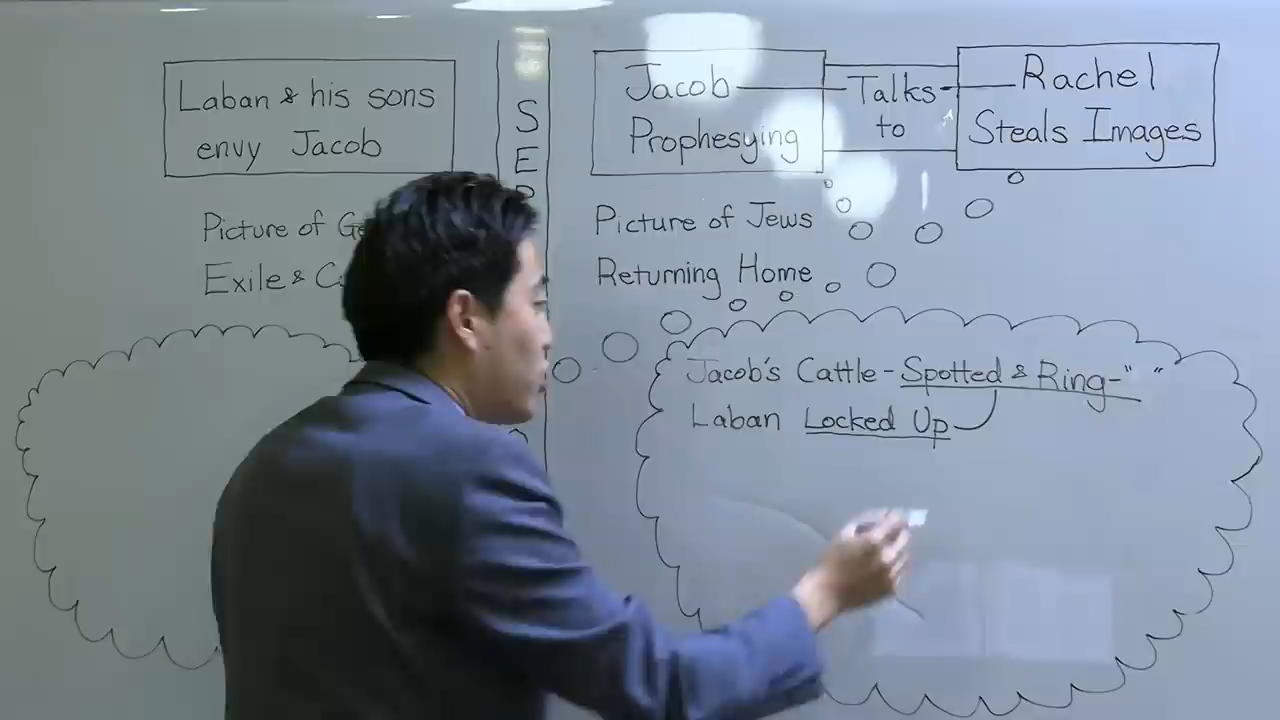 Laban & his sons
envy Jacob
Picture of
Exile &
S
E
Jacob
Prophesying
Talks
to
Rachel
Steals Images
Picture of Jews
Returning Home
Jacob's Cattle - Spotted & Ring - " "
Laban Locked Up